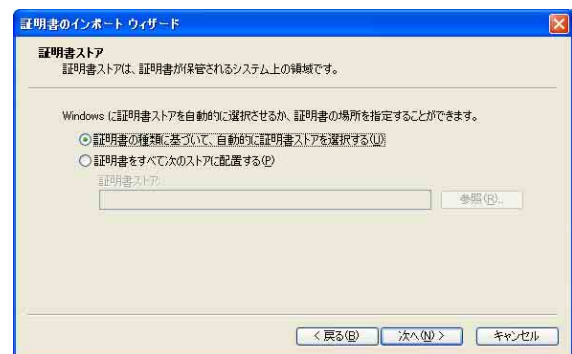 証明書のインポート ウィザード
証明書ストア
証明書ストアは、証明書が保管されるシステム上の領域です。
Windows に証明書ストアを自動的に選択させるか、証明書の場所を指定することができます。
証明書の種類に基づいて、自動的に証明書ストアを選択する(U)
証明書をすべて次のストアに配置する(P)
証明書ストア:
参照(R)...
< 戻る(B)
次へ(N) >
キャンセル